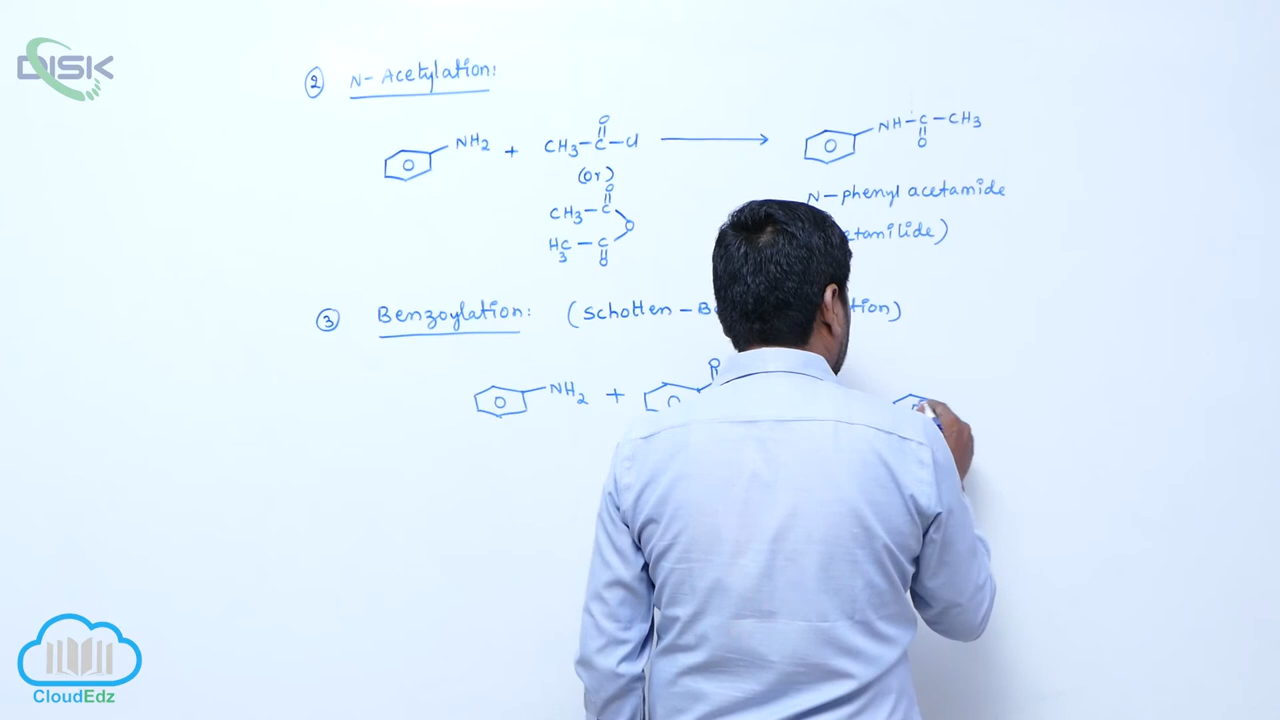 DISK
② N-Acetylation:
NH2 + CH3-C-Cl → NH-C-CH3
O
O
(or)
O
CH3-C
O
H3C-C
O
N-phenyl acetamide
etamilide)
③ Benzoylation: (Schotten-B tion)
O
NH2 +
CloudEdz